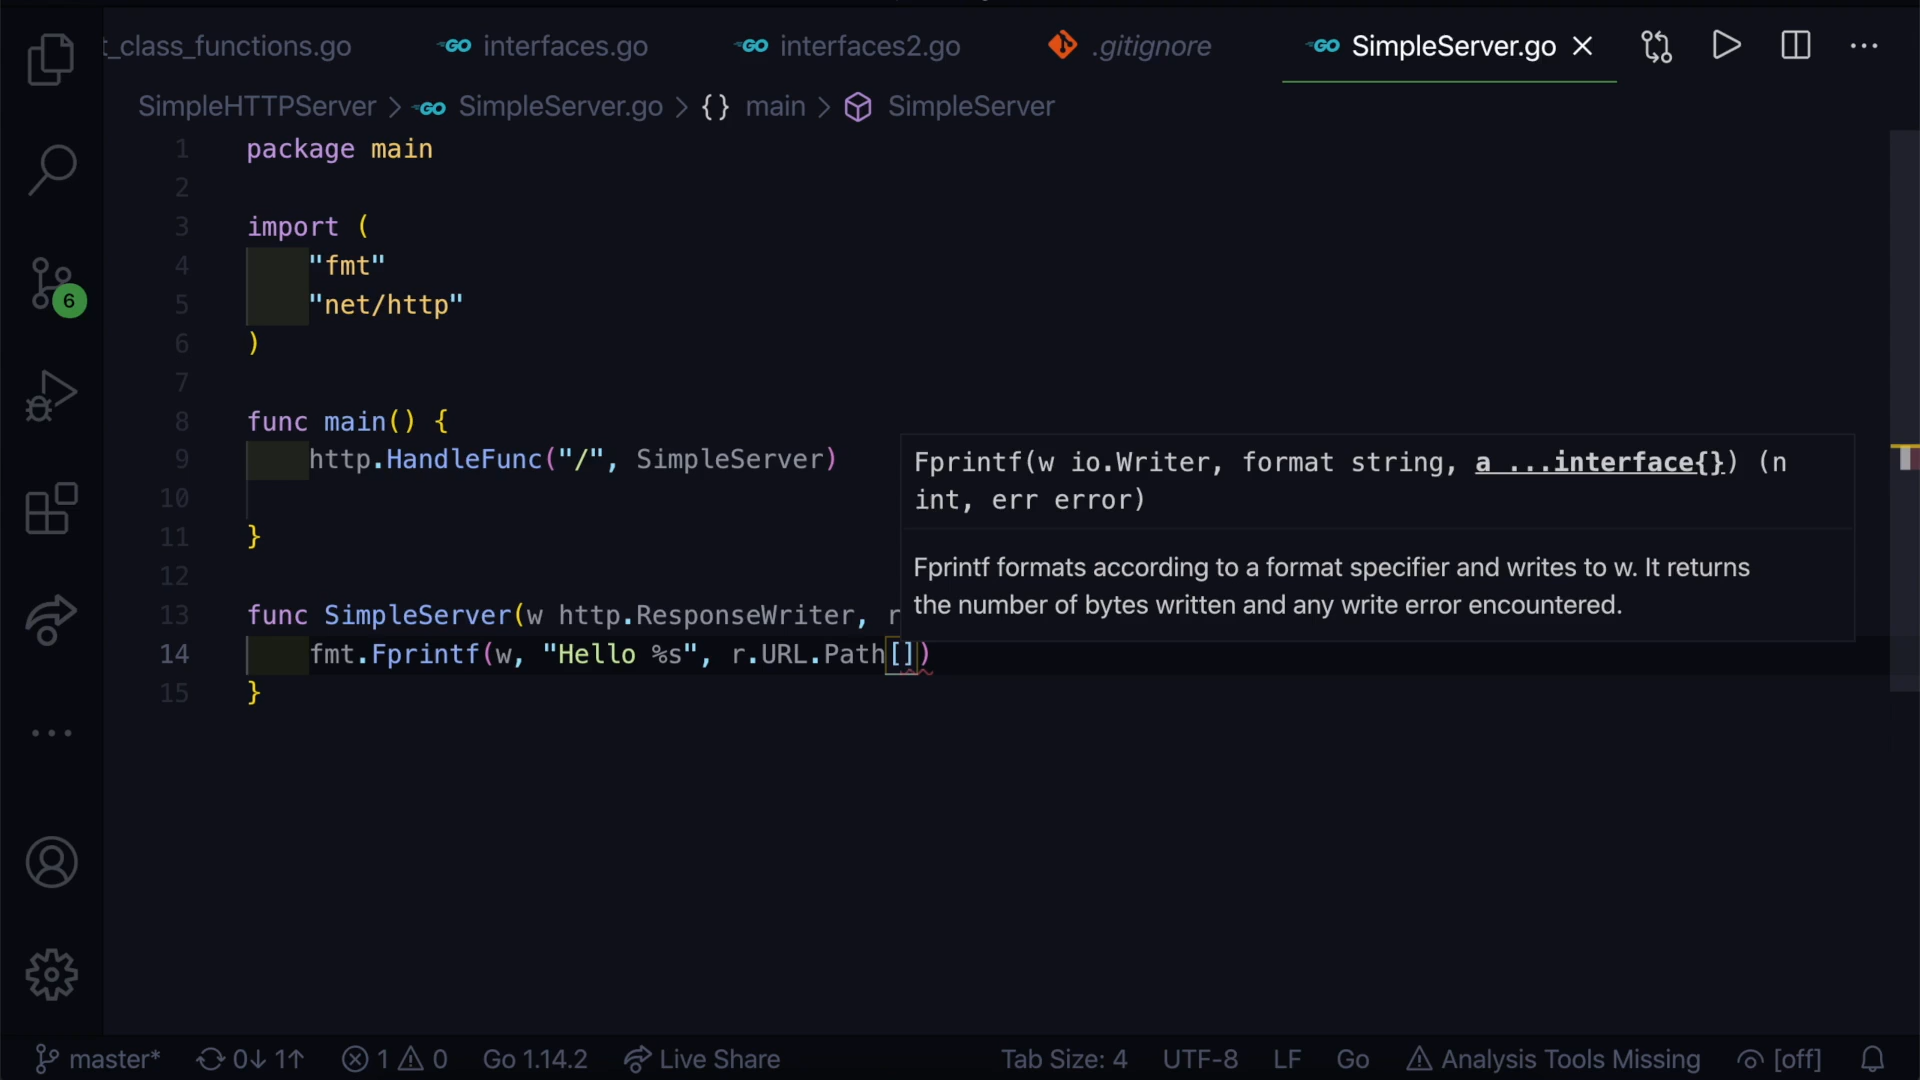 t_class_functions.go
GO interfaces.go
GO interfaces2.go
.gitignore
GO SimpleServer.go
SimpleHTTPServer > GO SimpleServer.go > {} main > SimpleServer
1 package main
2
3 import (
4 "fmt"
5 "net/http"
6 )
7
8 func main() {
9 http.HandleFunc("/", SimpleServer)
10
11 }
12
13 func SimpleServer(w http.ResponseWriter, r
14 fmt.Fprintf(w, "Hello %s", r.URL.Path[])
15 }
Fprintf(w io.Writer, format string, a ...interface{}) (n
int, err error)
Fprintf formats according to a format specifier and writes to w. It returns
the number of bytes written and any write error encountered.
6
master* 0↓ 1↑ 1 0 Go 1.14.2 Live Share Tab Size: 4 UTF-8 LF Go Analysis Tools Missing [off]